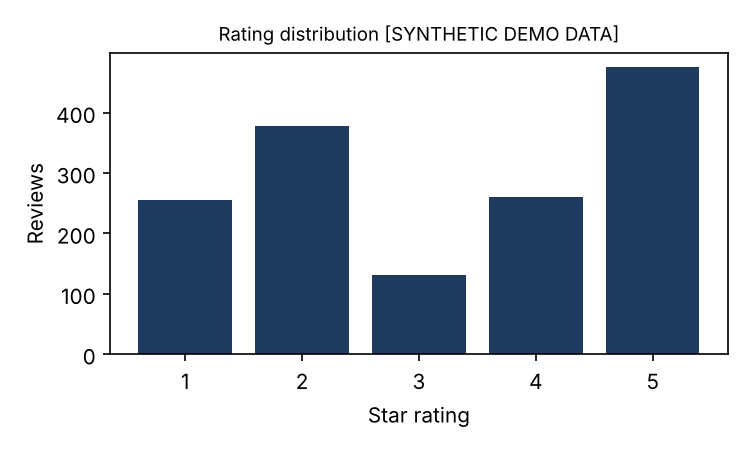 Rating distribution [SYNTHETIC DEMO DATA]
Reviews
400
300
200
100
0
1 2 3 4 5
Star rating